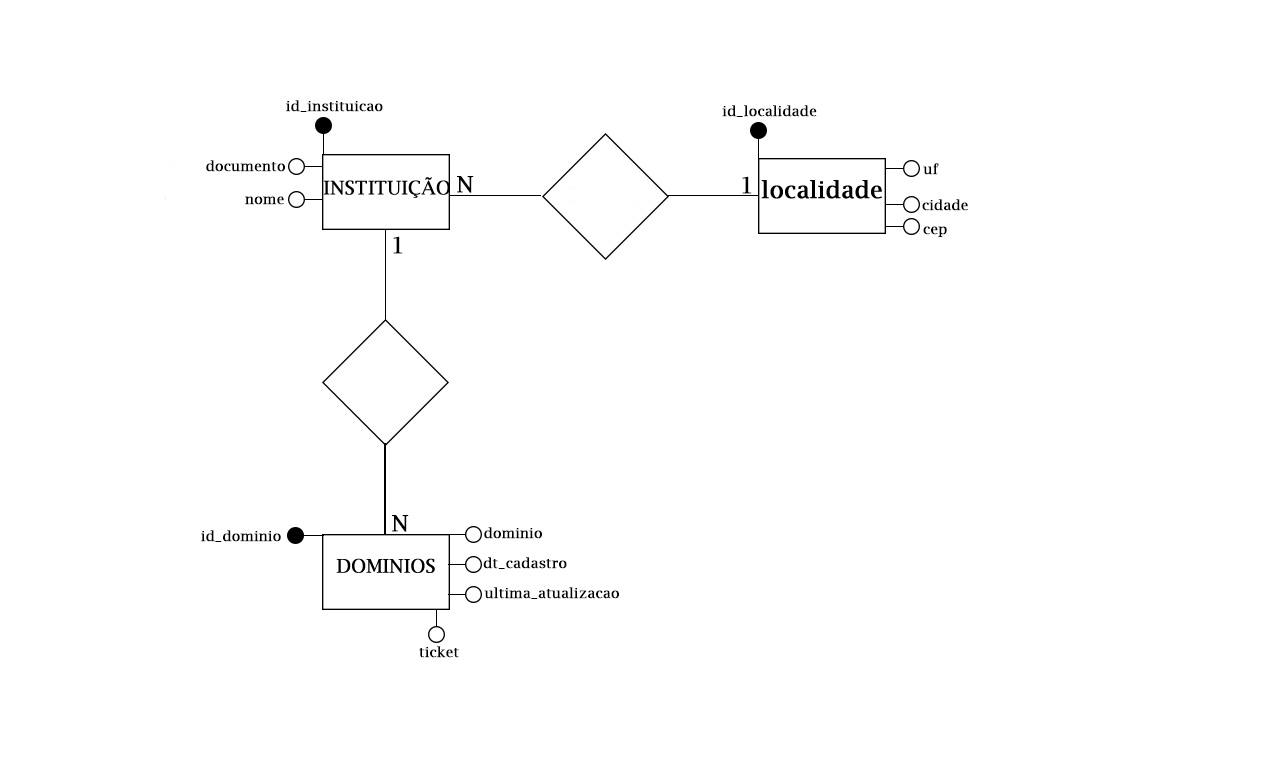 id_instituicao
id_localidade
documento
uf
INSTITUIÇÃO
N
1
localidade
nome
cidade
cep
1
N
id_dominio
dominio
DOMINIOS
dt_cadastro
ultima_atualizacao
ticket